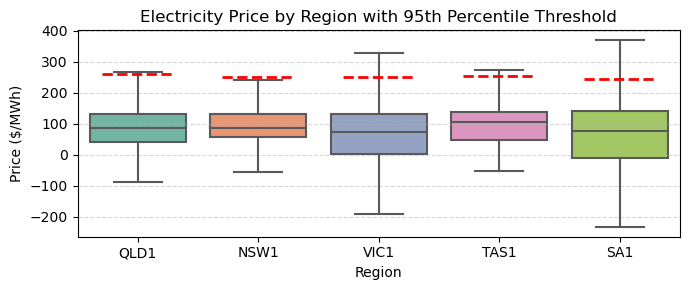 Electricity Price by Region with 95th Percentile Threshold
Price ($/MWh)
400
300
200
100
0
−100
−200
QLD1 NSW1 VIC1 TAS1 SA1
Region